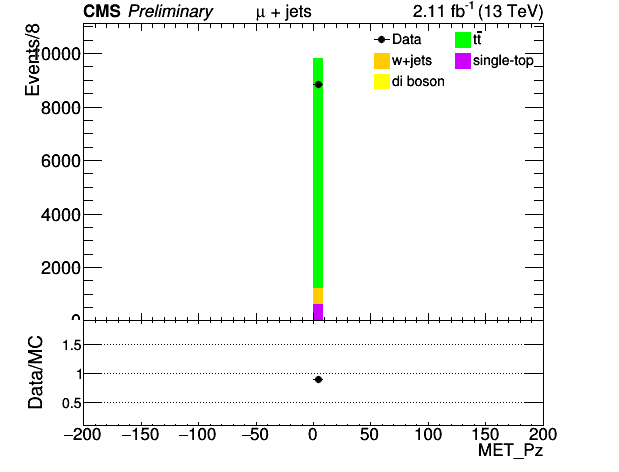 CMS Preliminary μ + jets 2.11 fb⁻¹ (13 TeV)
Events/8
Data
tt̄
w+jets
single-top
di boson
10000
8000
6000
4000
2000
0
Data/MC
1.5
1
0.5
−200 −150 −100 −50 0 50 100 150 200
MET_Pz